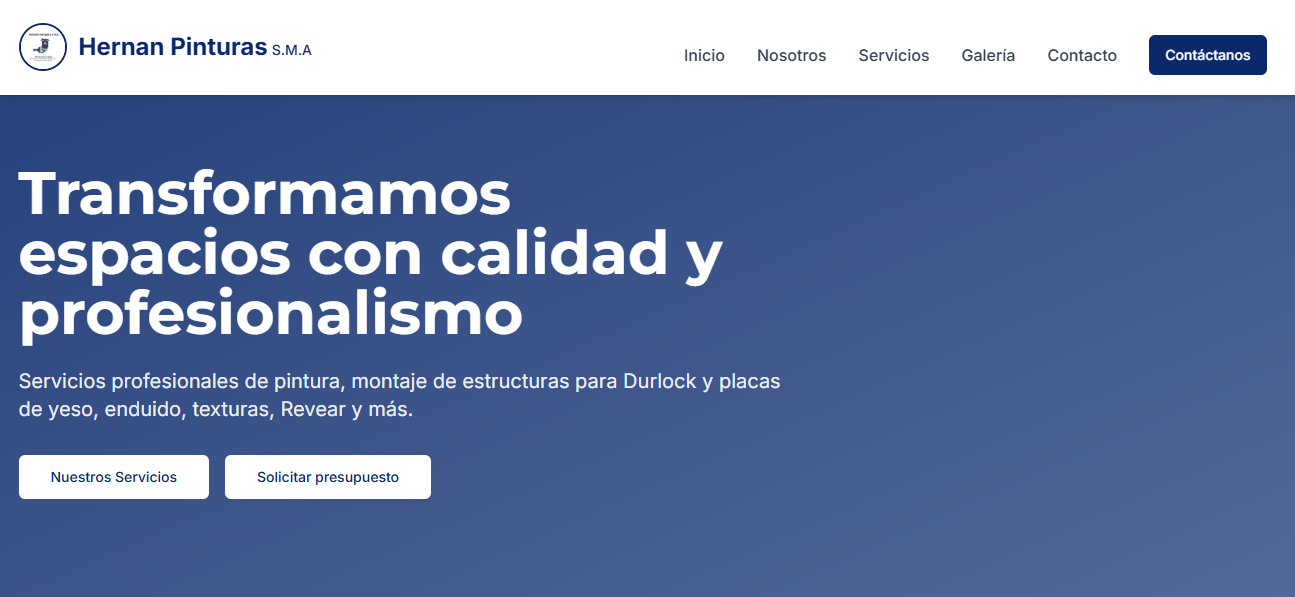 Hernan Pinturas S.M.A
Inicio Nosotros Servicios Galería Contacto Contáctanos
Transformamos
espacios con calidad y
profesionalismo
Servicios profesionales de pintura, montaje de estructuras para Durlock y placas
de yeso, enduido, texturas, Revear y más.
Nuestros Servicios Solicitar presupuesto